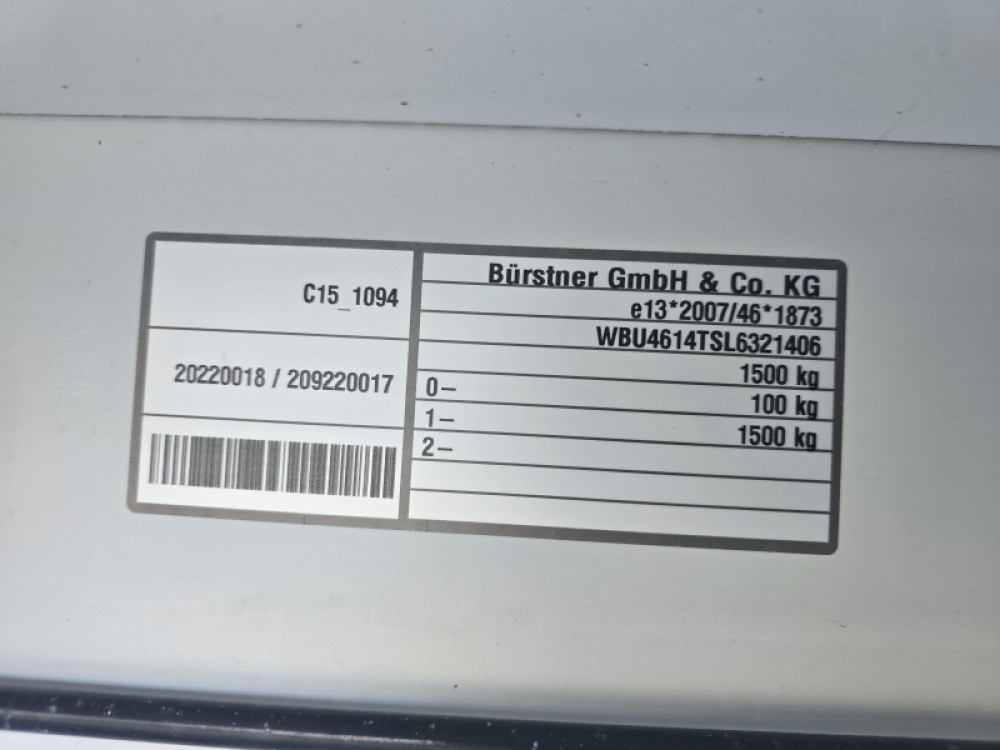 C15_1094
20220018 / 209220017
Bürstner GmbH & Co. KG
e13*2007/46*1873
WBU4614TSL6321406
1500 kg
0– 100 kg
1– 1500 kg
2–